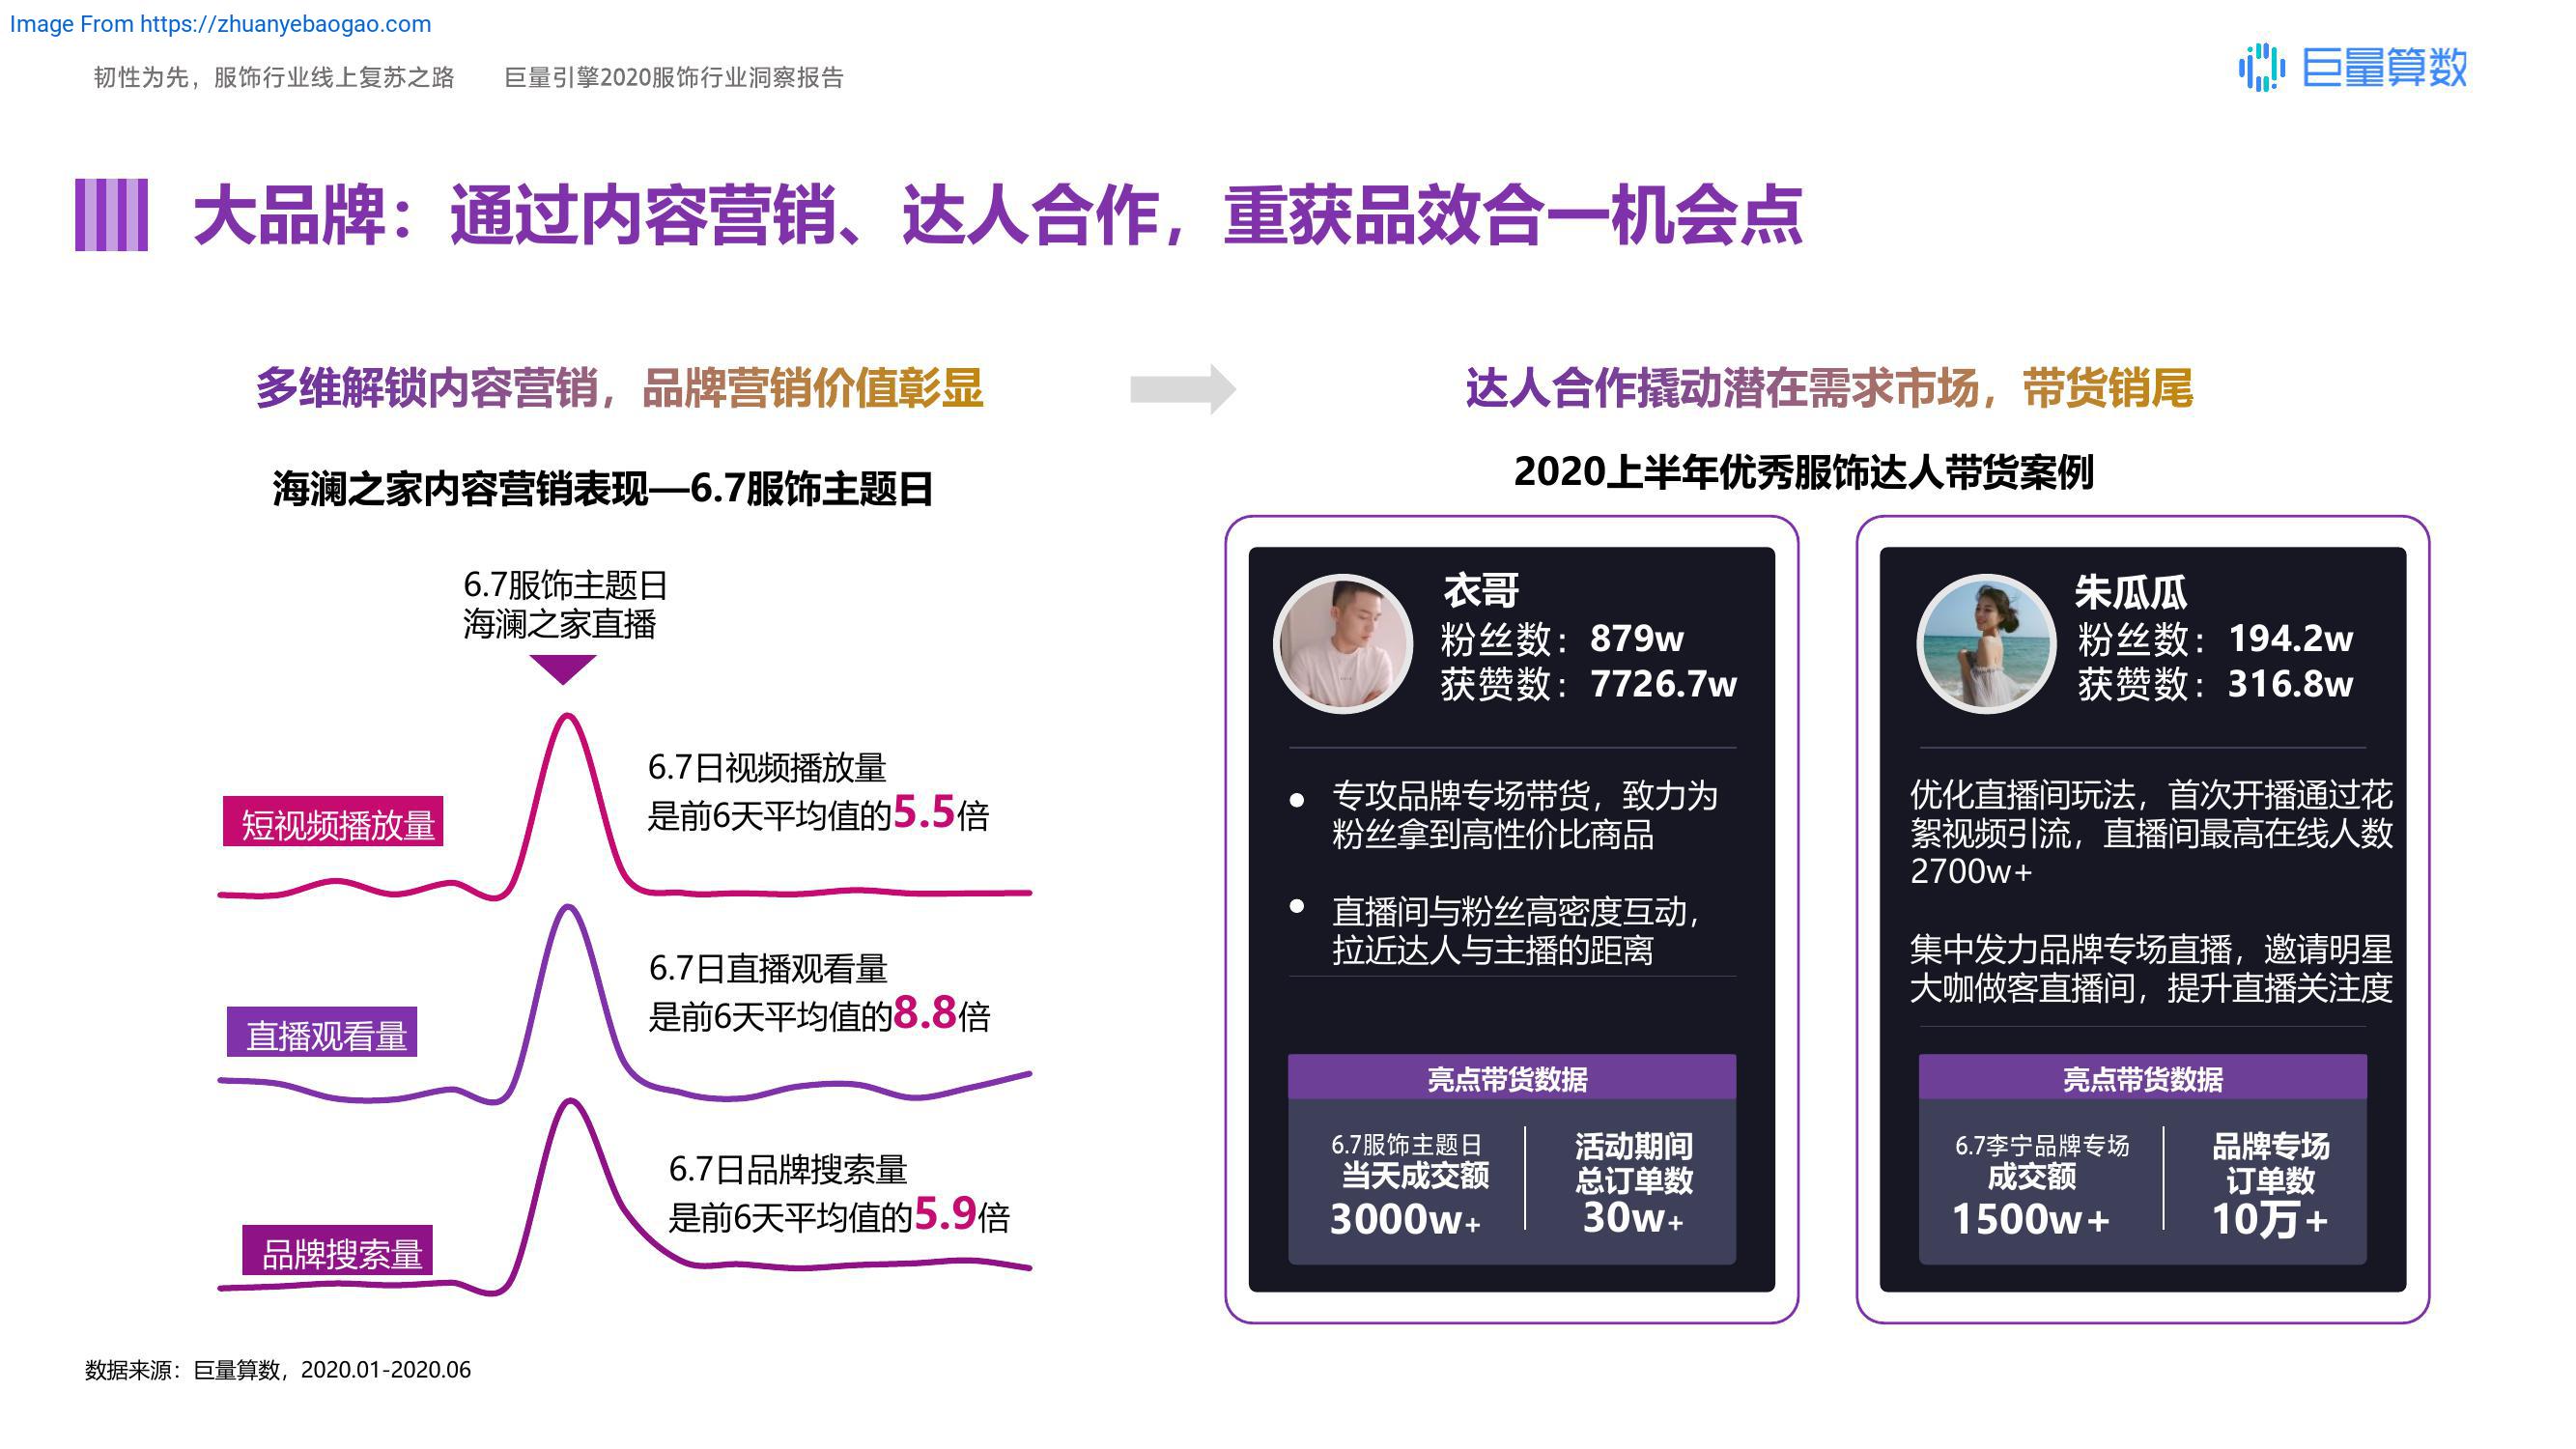 Image From https://zhuanyebaogao.com
韧性为先，服饰行业线上复苏之路 巨量引擎2020服饰行业洞察报告
巨量算数
大品牌：通过内容营销、达人合作，重获品效合一机会点
多维解锁内容营销，品牌营销价值彰显
海澜之家内容营销表现—6.7服饰主题日
6.7服饰主题日
海澜之家直播
短视频播放量
6.7日视频播放量
是前6天平均值的5.5倍
直播观看量
6.7日直播观看量
是前6天平均值的8.8倍
品牌搜索量
6.7日品牌搜索量
是前6天平均值的5.9倍
达人合作撬动潜在需求市场，带货销尾
2020上半年优秀服饰达人带货案例
衣哥
粉丝数：879w
获赞数：7726.7w
专攻品牌专场带货，致力为
粉丝拿到高性价比商品
直播间与粉丝高密度互动，
拉近达人与主播的距离
亮点带货数据
6.7服饰主题日
当天成交额
3000w+
活动期间
总订单数
30w+
朱瓜瓜
粉丝数：194.2w
获赞数：316.8w
优化直播间玩法，首次开播通过花
絮视频引流，直播间最高在线人数
2700w+
集中发力品牌专场直播，邀请明星
大咖做客直播间，提升直播关注度
亮点带货数据
6.7李宁品牌专场
成交额
1500w+
品牌专场
订单数
10万+
数据来源：巨量算数，2020.01-2020.06